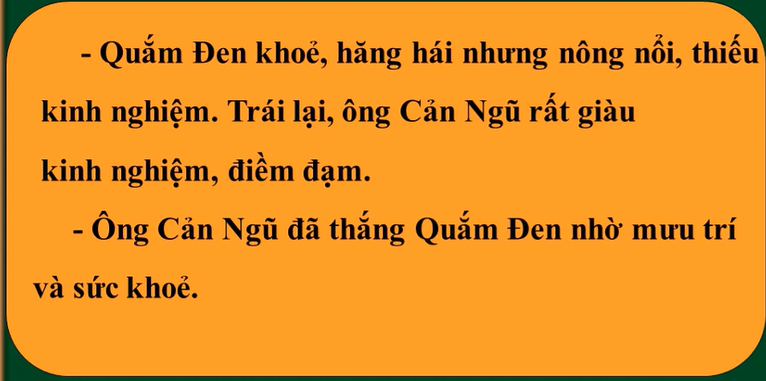 - Quắm Đen khoẻ, hăng hái nhưng nông nổi, thiếu
kinh nghiệm. Trái lại, ông Cản Ngũ rất giàu
kinh nghiệm, điềm đạm.
- Ông Cản Ngũ đã thắng Quắm Đen nhờ mưu trí
và sức khoẻ.